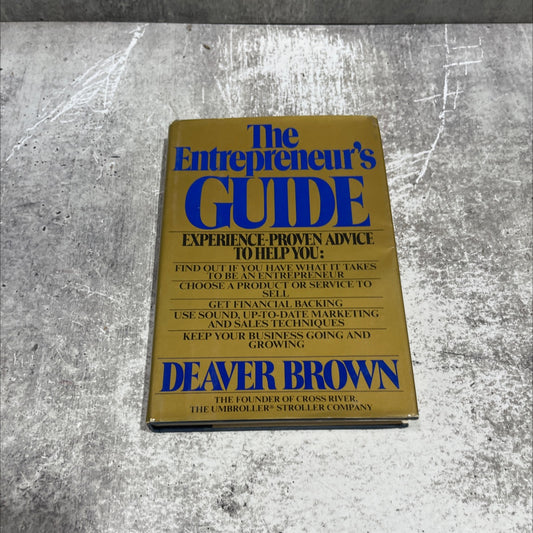 The
Entrepreneur's
GUIDE
EXPERIENCE-PROVEN ADVICE
TO HELP YOU:
FIND OUT IF YOU HAVE WHAT IT TAKES
TO BE AN ENTREPRENEUR
CHOOSE A PRODUCT OR SERVICE TO
SELL
GET FINANCIAL BACKING
USE SOUND, UP-TO-DATE MARKETING
AND SALES TECHNIQUES
KEEP YOUR BUSINESS GOING AND
GROWING
DEAVER BROWN
THE FOUNDER OF CROSS RIVER,
THE UMBROLLER® STROLLER COMPANY